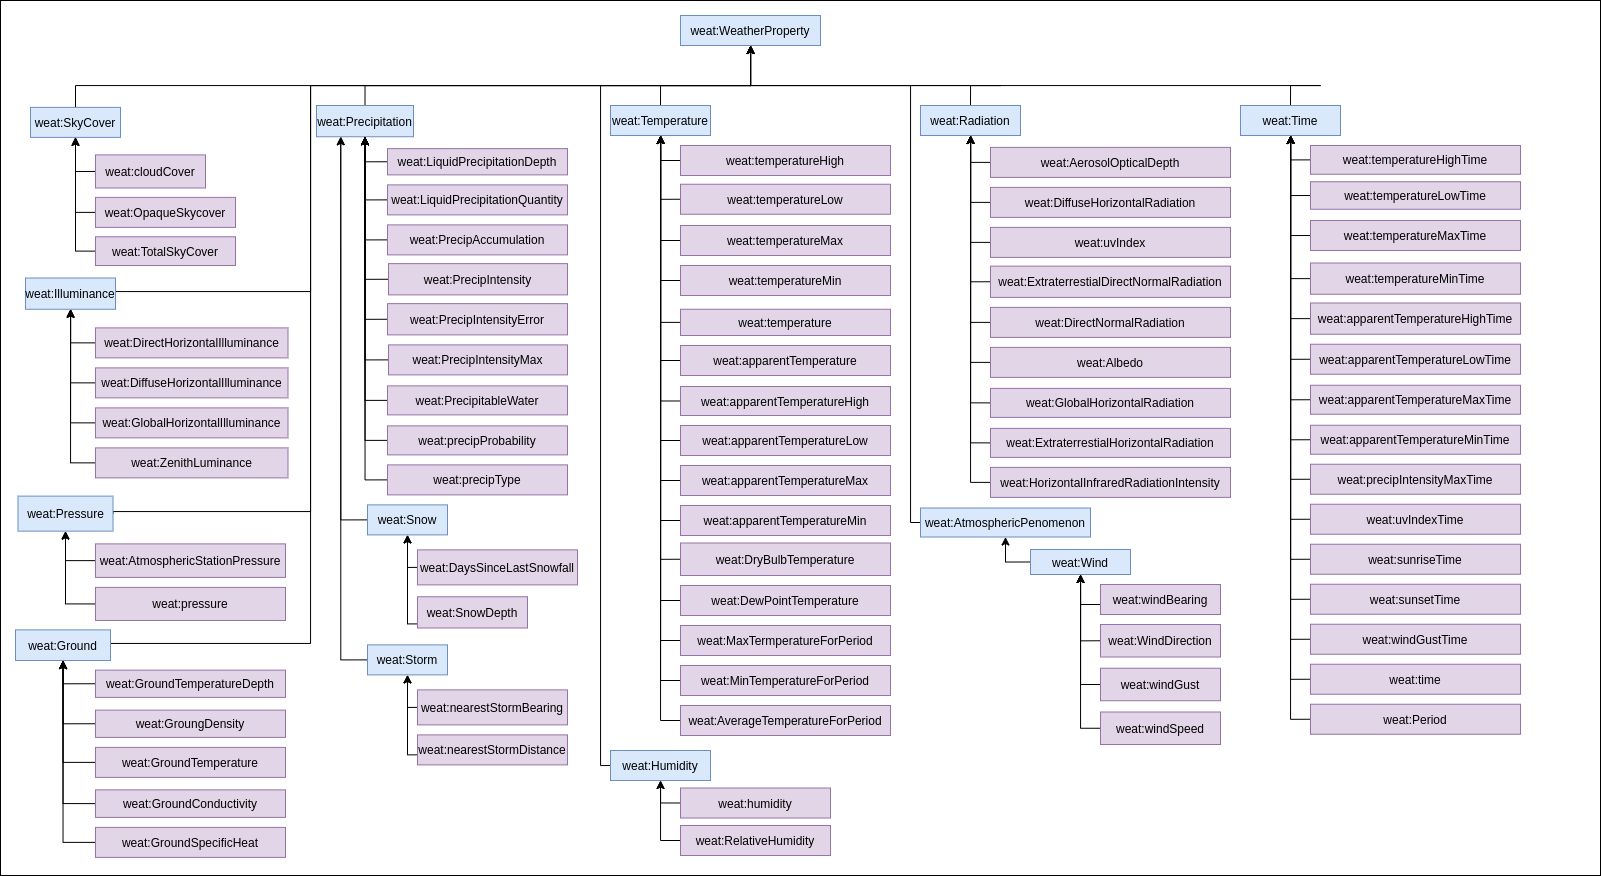 weat:WeatherProperty
weat:SkyCover
weat:cloudCover
weat:OpaqueSkycover
weat:TotalSkyCover
weat:Illuminance
weat:DirectHorizontalIlluminance
weat:DiffuseHorizontalIlluminance
weat:GlobalHorizontalIlluminance
weat:ZenithLuminance
weat:Pressure
weat:AtmosphericStationPressure
weat:pressure
weat:Ground
weat:GroundTemperatureDepth
weat:GroungDensity
weat:GroundTemperature
weat:GroundConductivity
weat:GroundSpecificHeat
weat:Precipitation
weat:LiquidPrecipitationDepth
weat:LiquidPrecipitationQuantity
weat:PrecipAccumulation
weat:PrecipIntensity
weat:PrecipIntensityError
weat:PrecipIntensityMax
weat:PrecipitableWater
weat:precipProbability
weat:precipType
weat:Snow
weat:DaysSinceLastSnowfall
weat:SnowDepth
weat:Storm
weat:nearestStormBearing
weat:nearestStormDistance
weat:Temperature
weat:temperatureHigh
weat:temperatureLow
weat:temperatureMax
weat:temperatureMin
weat:temperature
weat:apparentTemperature
weat:apparentTemperatureHigh
weat:apparentTemperatureLow
weat:apparentTemperatureMax
weat:apparentTemperatureMin
weat:DryBulbTemperature
weat:DewPointTemperature
weat:MaxTermperatureForPeriod
weat:MinTemperatureForPeriod
weat:AverageTemperatureForPeriod
weat:Humidity
weat:humidity
weat:RelativeHumidity
weat:Radiation
weat:AerosolOpticalDepth
weat:DiffuseHorizontalRadiation
weat:uvIndex
weat:ExtraterrestialDirectNormalRadiation
weat:DirectNormalRadiation
weat:Albedo
weat:GlobalHorizontalRadiation
weat:ExtraterrestialHorizontalRadiation
weat:HorizontalInfraredRadiationIntensity
weat:AtmosphericPenomenon
weat:Wind
weat:windBearing
weat:WindDirection
weat:windGust
weat:windSpeed
weat:Time
weat:temperatureHighTime
weat:temperatureLowTime
weat:temperatureMaxTime
weat:temperatureMinTime
weat:apparentTemperatureHighTime
weat:apparentTemperatureLowTime
weat:apparentTemperatureMaxTime
weat:apparentTemperatureMinTime
weat:precipIntensityMaxTime
weat:uvIndexTime
weat:sunriseTime
weat:sunsetTime
weat:windGustTime
weat:time
weat:Period